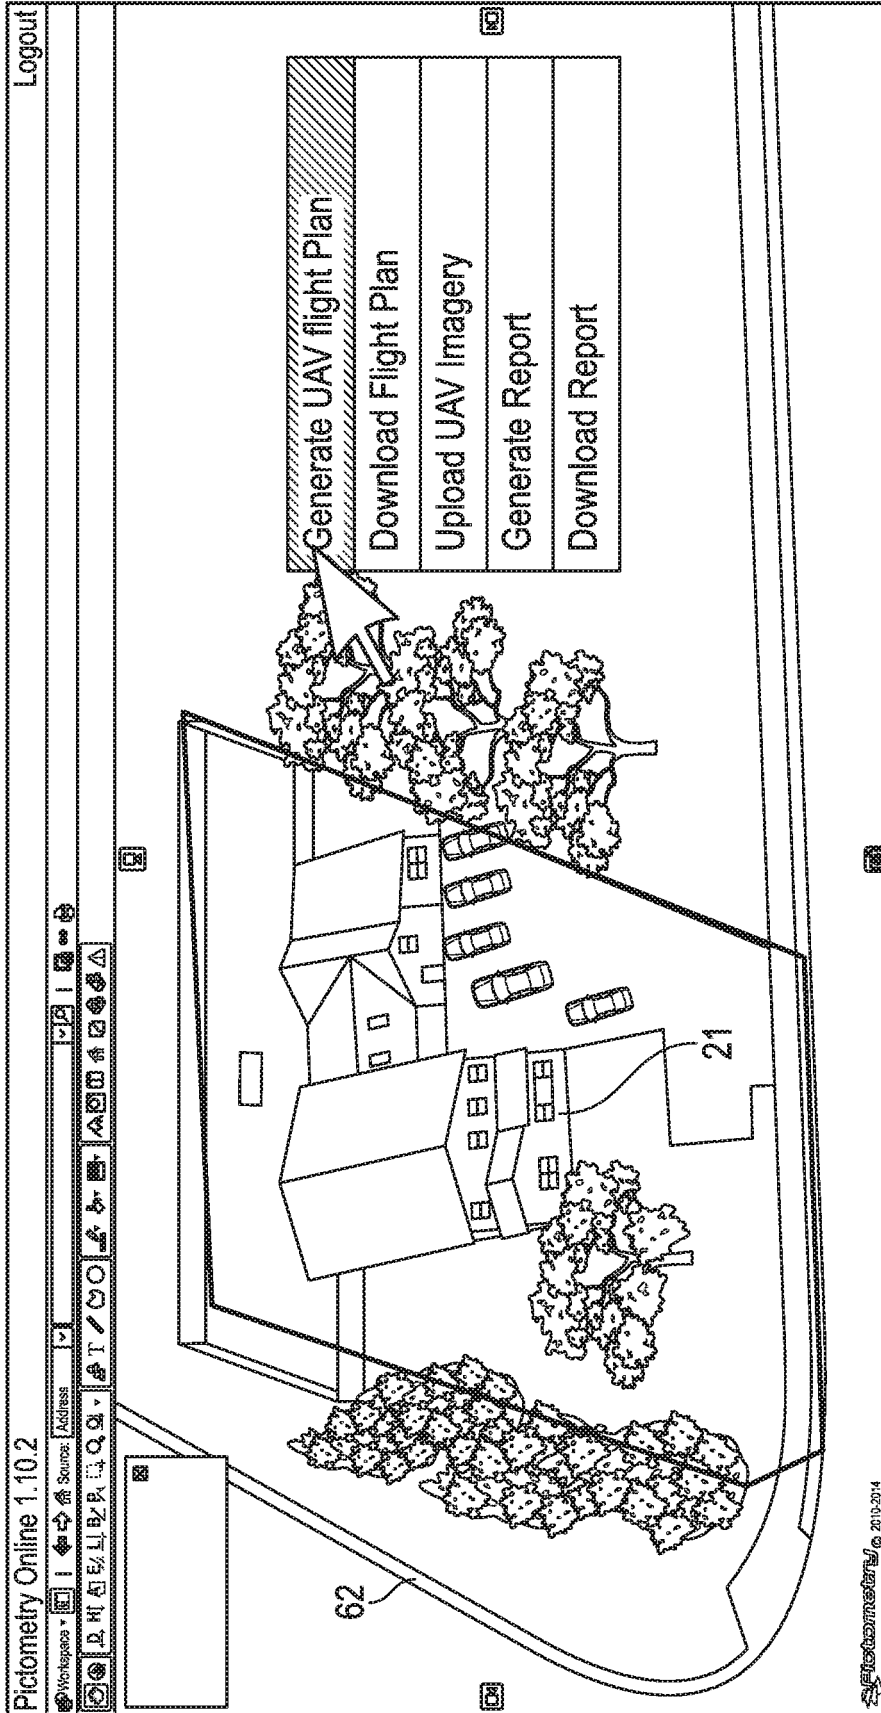 Pictometry Online 1.10.2
Logout
Workspace
Source: Address
T
Generate UAV flight Plan
Download Flight Plan
Upload UAV Imagery
Generate Report
Download Report
21
62
Pictometry © 2010-2014